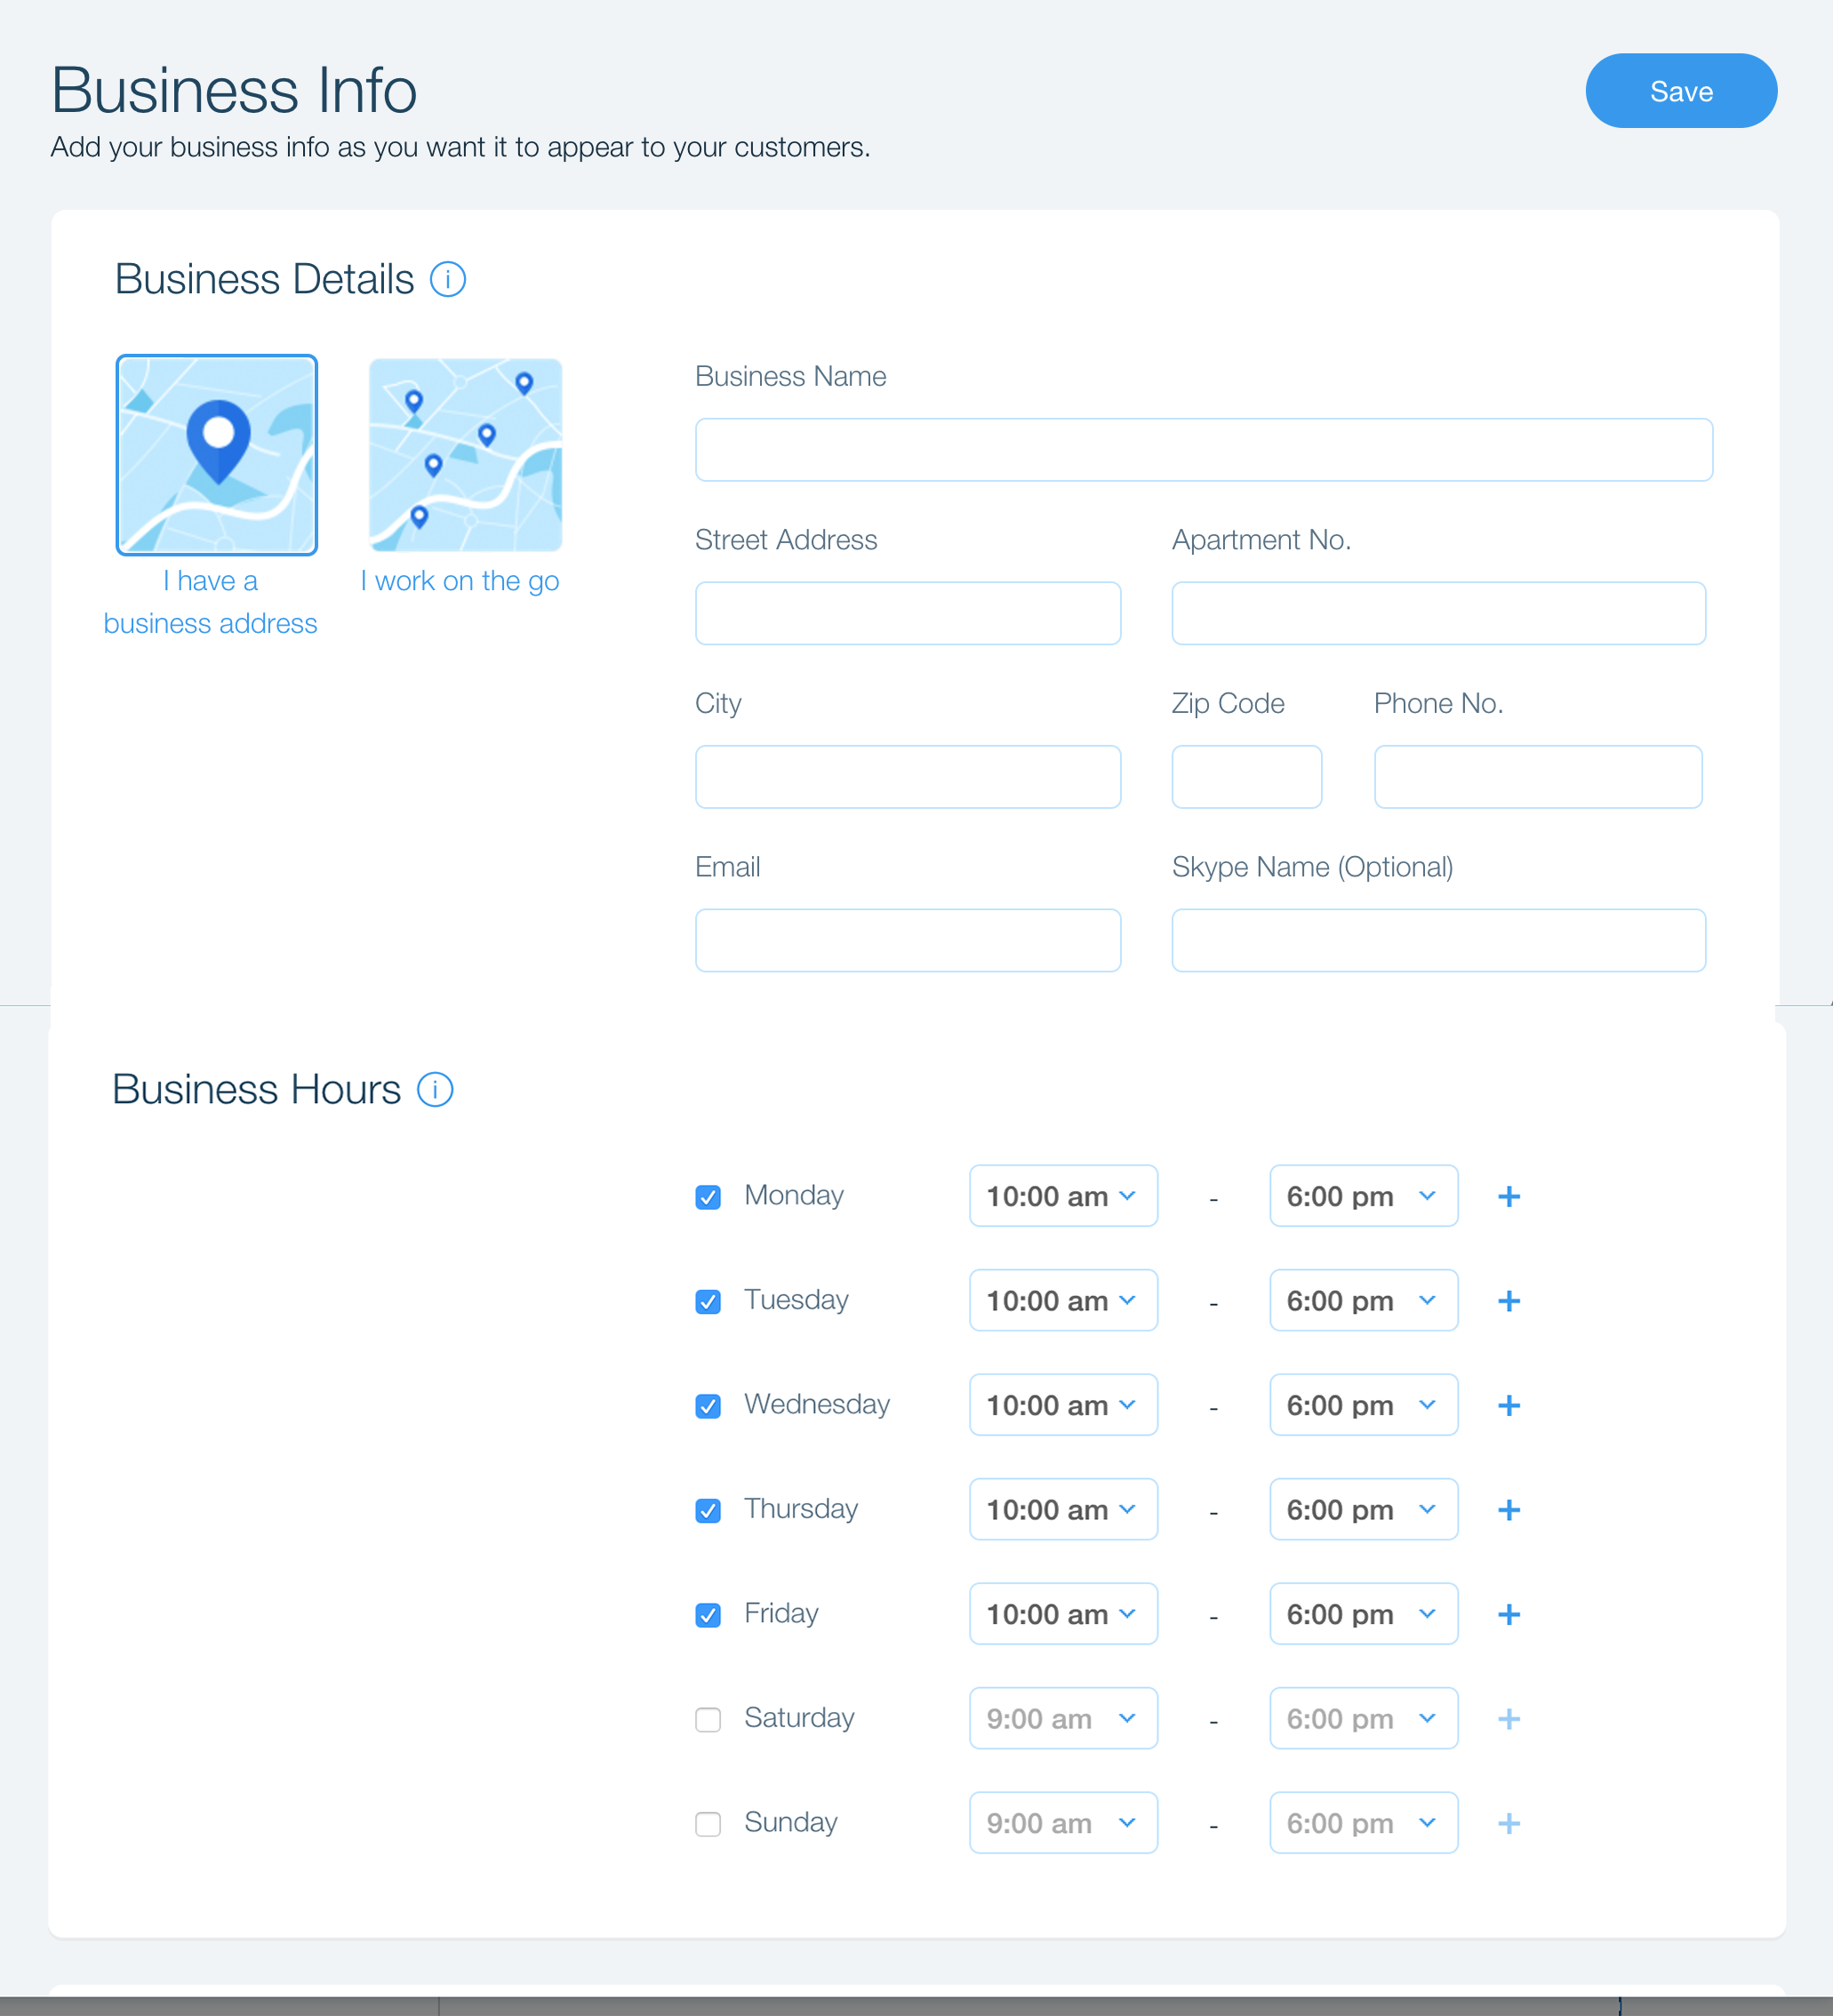 Business Info
Save
Add your business info as you want it to appear to your customers.
Business Details
I have a
business address
I work on the go
Business Name
Street Address Apartment No.
City Zip Code Phone No.
Email Skype Name (Optional)
Business Hours
Monday 10:00 am - 6:00 pm +
Tuesday 10:00 am - 6:00 pm +
Wednesday 10:00 am - 6:00 pm +
Thursday 10:00 am - 6:00 pm +
Friday 10:00 am - 6:00 pm +
Saturday 9:00 am - 6:00 pm +
Sunday 9:00 am - 6:00 pm +